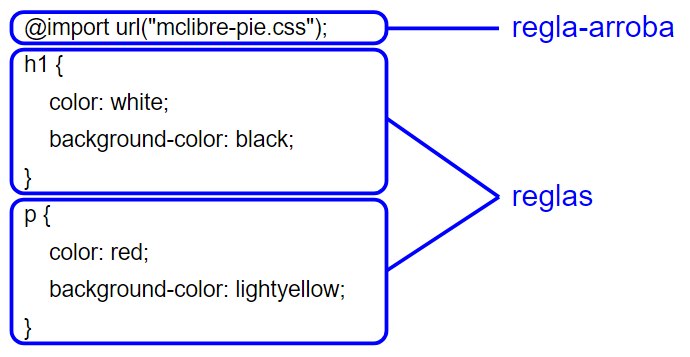 @import url("mclibre-pie.css");
regla-arroba
h1 {
color: white;
background-color: black;
}
reglas
p {
color: red;
background-color: lightyellow;
}